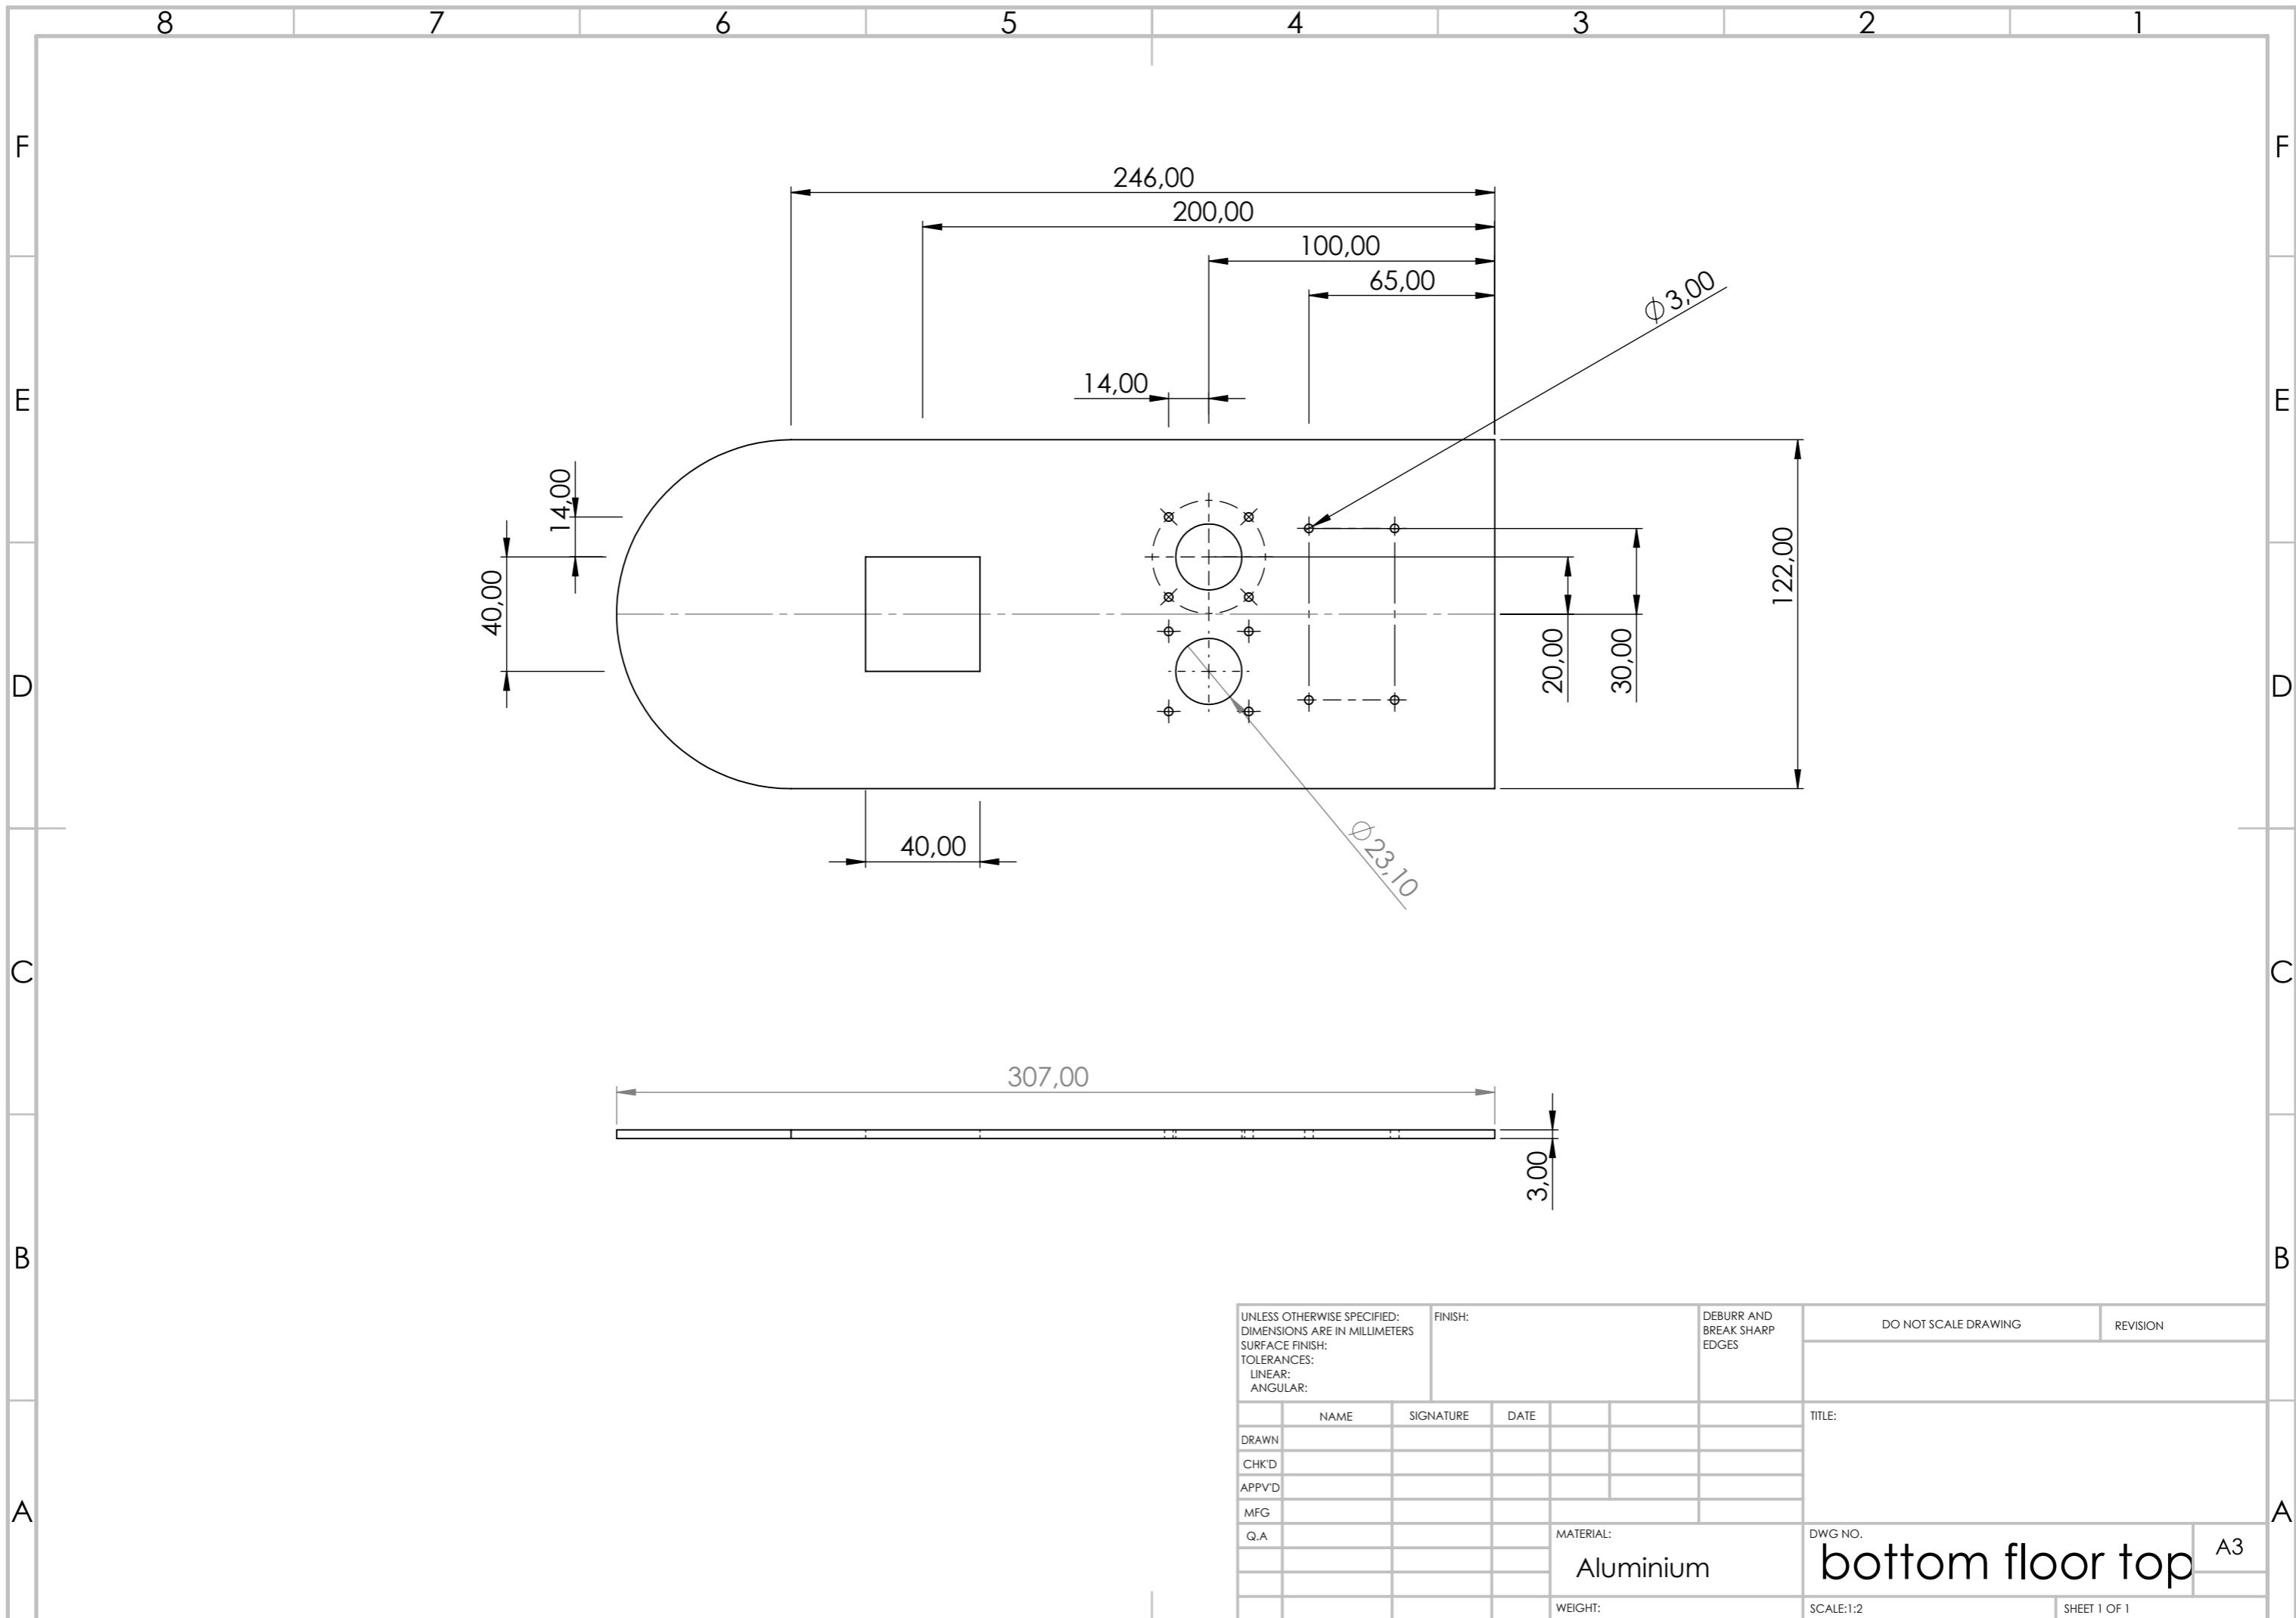 8 7 6 5 4 3 2 1
F F
246,00
200,00
100,00
65,00
Ø3,00
14,00
E E
14,00
40,00
122,00
20,00
30,00
D D
40,00
Ø23,10
C C
307,00
3,00
B B
UNLESS OTHERWISE SPECIFIED:
DIMENSIONS ARE IN MILLIMETERS
SURFACE FINISH:
TOLERANCES:
LINEAR:
ANGULAR:
FINISH:
DEBURR AND
BREAK SHARP
EDGES
DO NOT SCALE DRAWING
REVISION
NAME SIGNATURE DATE
TITLE:
DRAWN
CHK'D
APPV'D
MFG
Q.A
A A
MATERIAL:
Aluminium
DWG NO.
bottom floor top
A3
WEIGHT:
SCALE:1:2
SHEET 1 OF 1